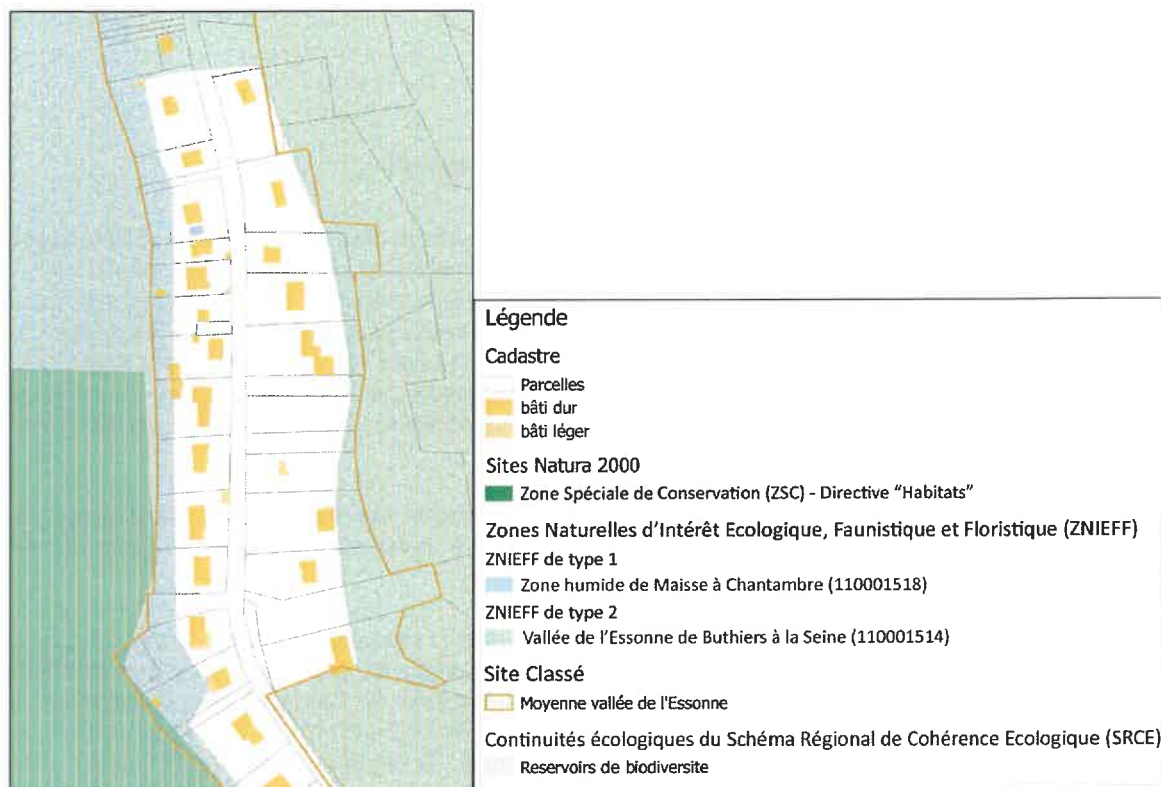 Légende
Cadastre
Parcelles
bâti dur
bâti léger
Sites Natura 2000
Zone Spéciale de Conservation (ZSC) - Directive "Habitats"
Zones Naturelles d'Intérêt Ecologique, Faunistique et Floristique (ZNIEFF)
ZNIEFF de type 1
Zone humide de Maisse à Chantambre (110001518)
ZNIEFF de type 2
Vallée de l'Essonne de Buthiers à la Seine (110001514)
Site Classé
Moyenne vallée de l'Essonne
Continuités écologiques du Schéma Régional de Cohérence Ecologique (SRCE)
Reservoirs de biodiversite